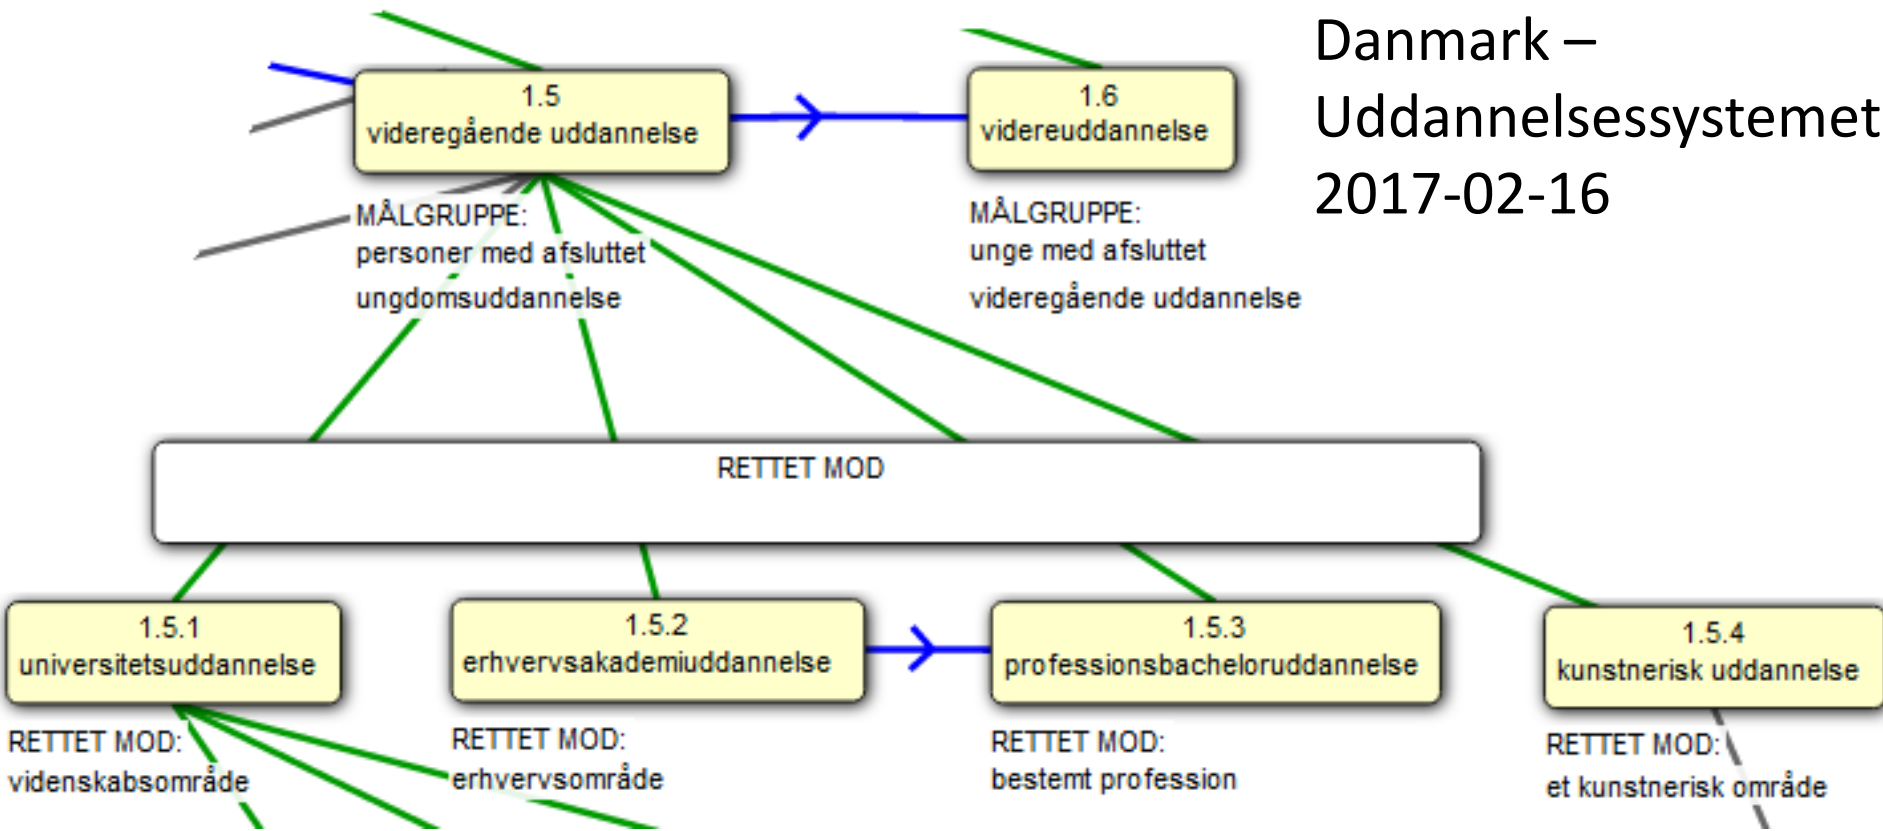 Danmark –
Uddannelsessystemet
2017-02-16
1.5
videregående uddannelse
MÅLGRUPPE:
personer med afsluttet
ungdomsuddannelse
1.6
videreuddannelse
MÅLGRUPPE:
unge med afsluttet
videregående uddannelse
RETTET MOD
1.5.1
universitetsuddannelse
RETTET MOD:
videnskabsområde
1.5.2
erhvervsakademiuddannelse
RETTET MOD:
erhvervsområde
1.5.3
professionsbacheloruddannelse
RETTET MOD:
bestemt profession
1.5.4
kunstnerisk uddannelse
RETTET MOD:
et kunstnerisk område